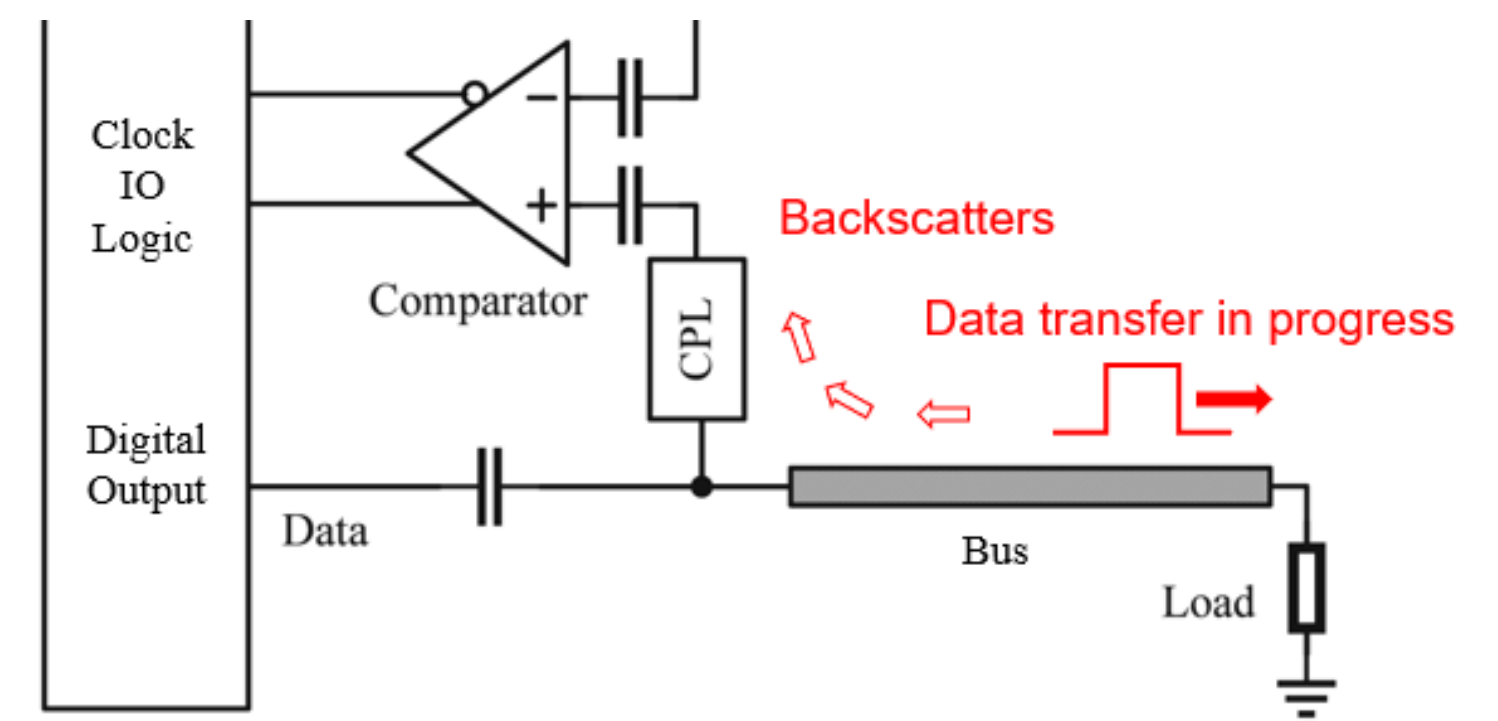 Clock
IO
Logic
−
+
Comparator
Backscatters
CPL
Data transfer in progress
Digital
Output
Data
Bus
Load